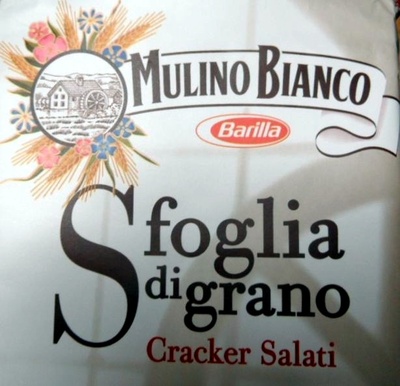 MULINO BIANCO
Barilla
Sfoglia
di grano
Cracker Salati